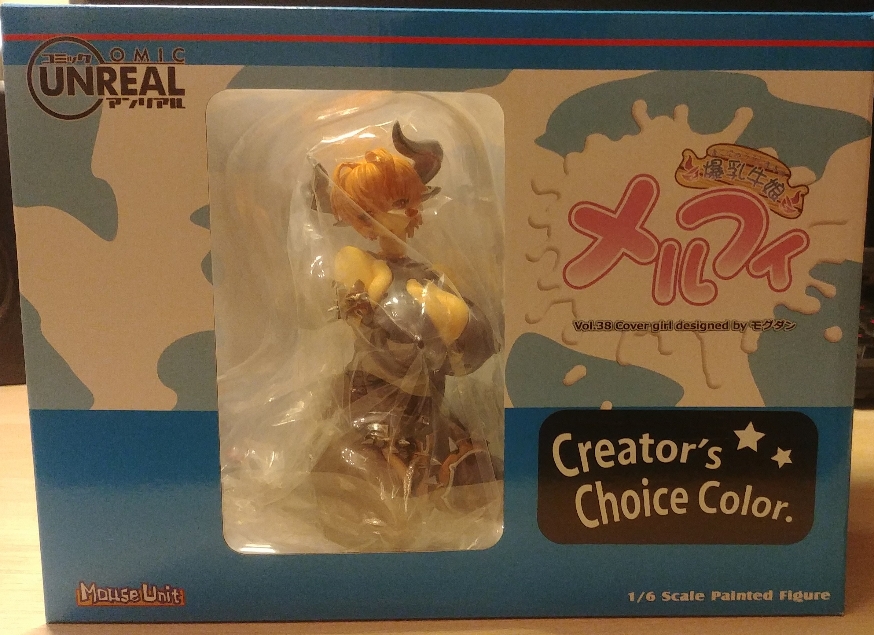 コミック OMIC
UNREAL
アンリアル
爆乳牛娘
メルフィ
Vol.38 Cover girl designed by モグダン
Creator's
Choice Color.
Mouse Unit
1/6 Scale Painted Figure